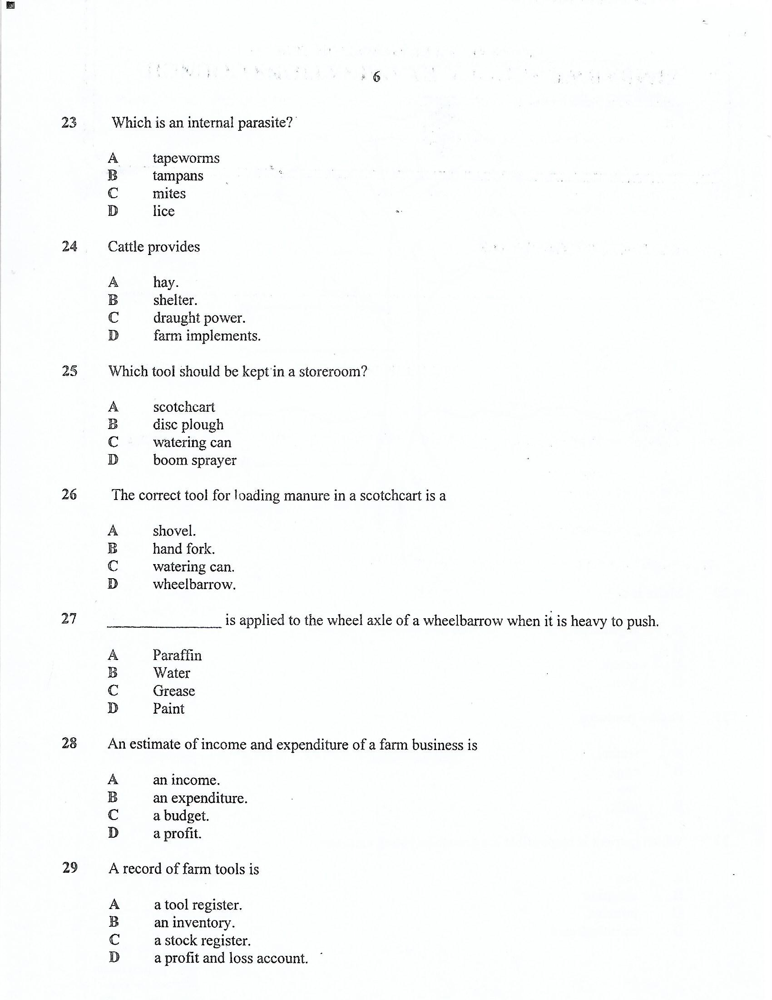 6
23 Which is an internal parasite?
A tapeworms
B tampans
C mites
D lice
24 Cattle provides
A hay.
B shelter.
C draught power.
D farm implements.
25 Which tool should be kept in a storeroom?
A scotchcart
B disc plough
C watering can
D boom sprayer
26 The correct tool for loading manure in a scotchcart is a
A shovel.
B hand fork.
C watering can.
D wheelbarrow.
27 _______________ is applied to the wheel axle of a wheelbarrow when it is heavy to push.
A Paraffin
B Water
C Grease
D Paint
28 An estimate of income and expenditure of a farm business is
A an income.
B an expenditure.
C a budget.
D a profit.
29 A record of farm tools is
A a tool register.
B an inventory.
C a stock register.
D a profit and loss account.